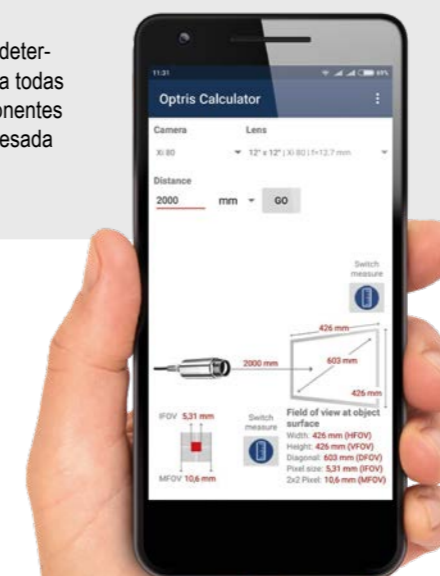 deter-
a todas
onentes
esada
11:31
69%
Optris Calculator
Camera Lens
Xi 80 12° x 12° | Xi 80 | f=12.7 mm
Distance
2000 mm GO
Switch
measure
426 mm
2000 mm 603 mm
426 mm
IFOV 5,31 mm
Switch
measure
MFOV 10,6 mm
Field of view at object
surface
Width: 426 mm (HFOV)
Height: 426 mm (VFOV)
Diagonal: 603 mm (DFOV)
Pixel size: 5,31 mm (IFOV)
2x2 Pixel: 10,6 mm (MFOV)